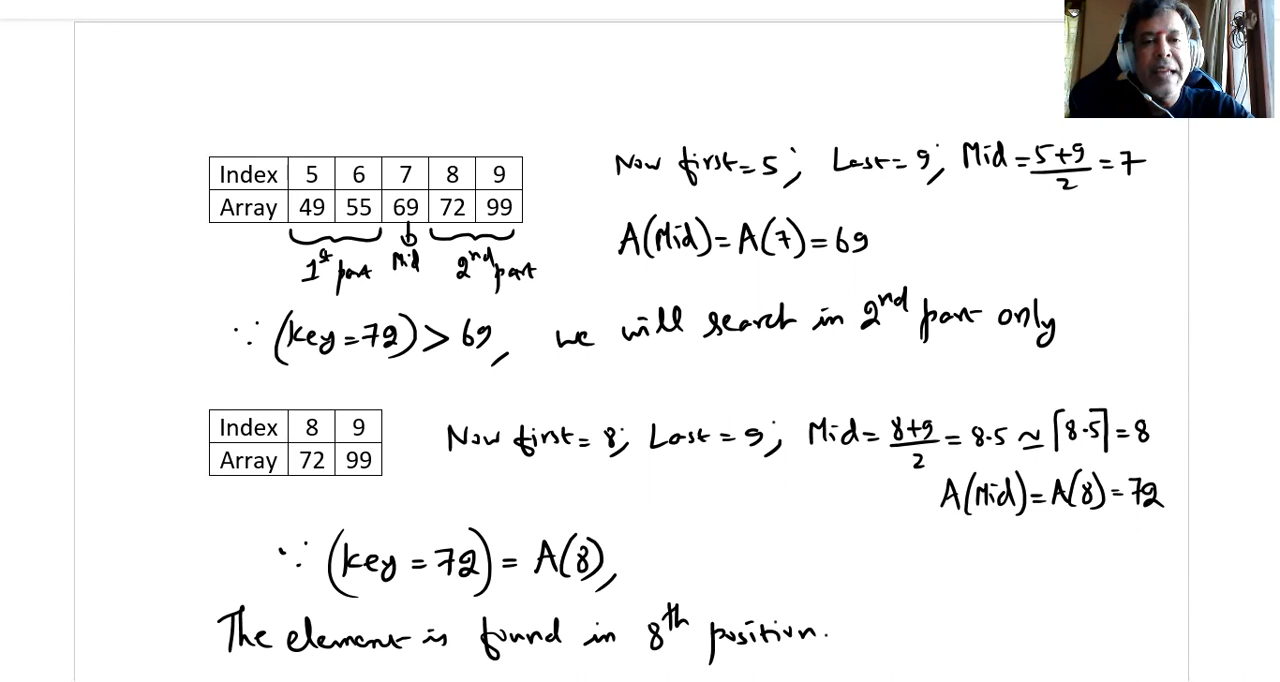 Now first = 5; Last = 9; Mid = 5+9/2 = 7
Index 5 6 7 8 9
Array 49 55 69 72 99
A(Mid) = A(7) = 69
1st part Mid 2nd part
∵ (key = 72) > 69, we will search in 2nd part only
Index 8 9
Array 72 99
Now first = 8; Last = 9; Mid = 8+9/2 = 8.5 ≃ ⌈8.5⌉ = 8
A(Mid) = A(8) = 72
∵ (key = 72) = A(8),
The element is found in 8th position.